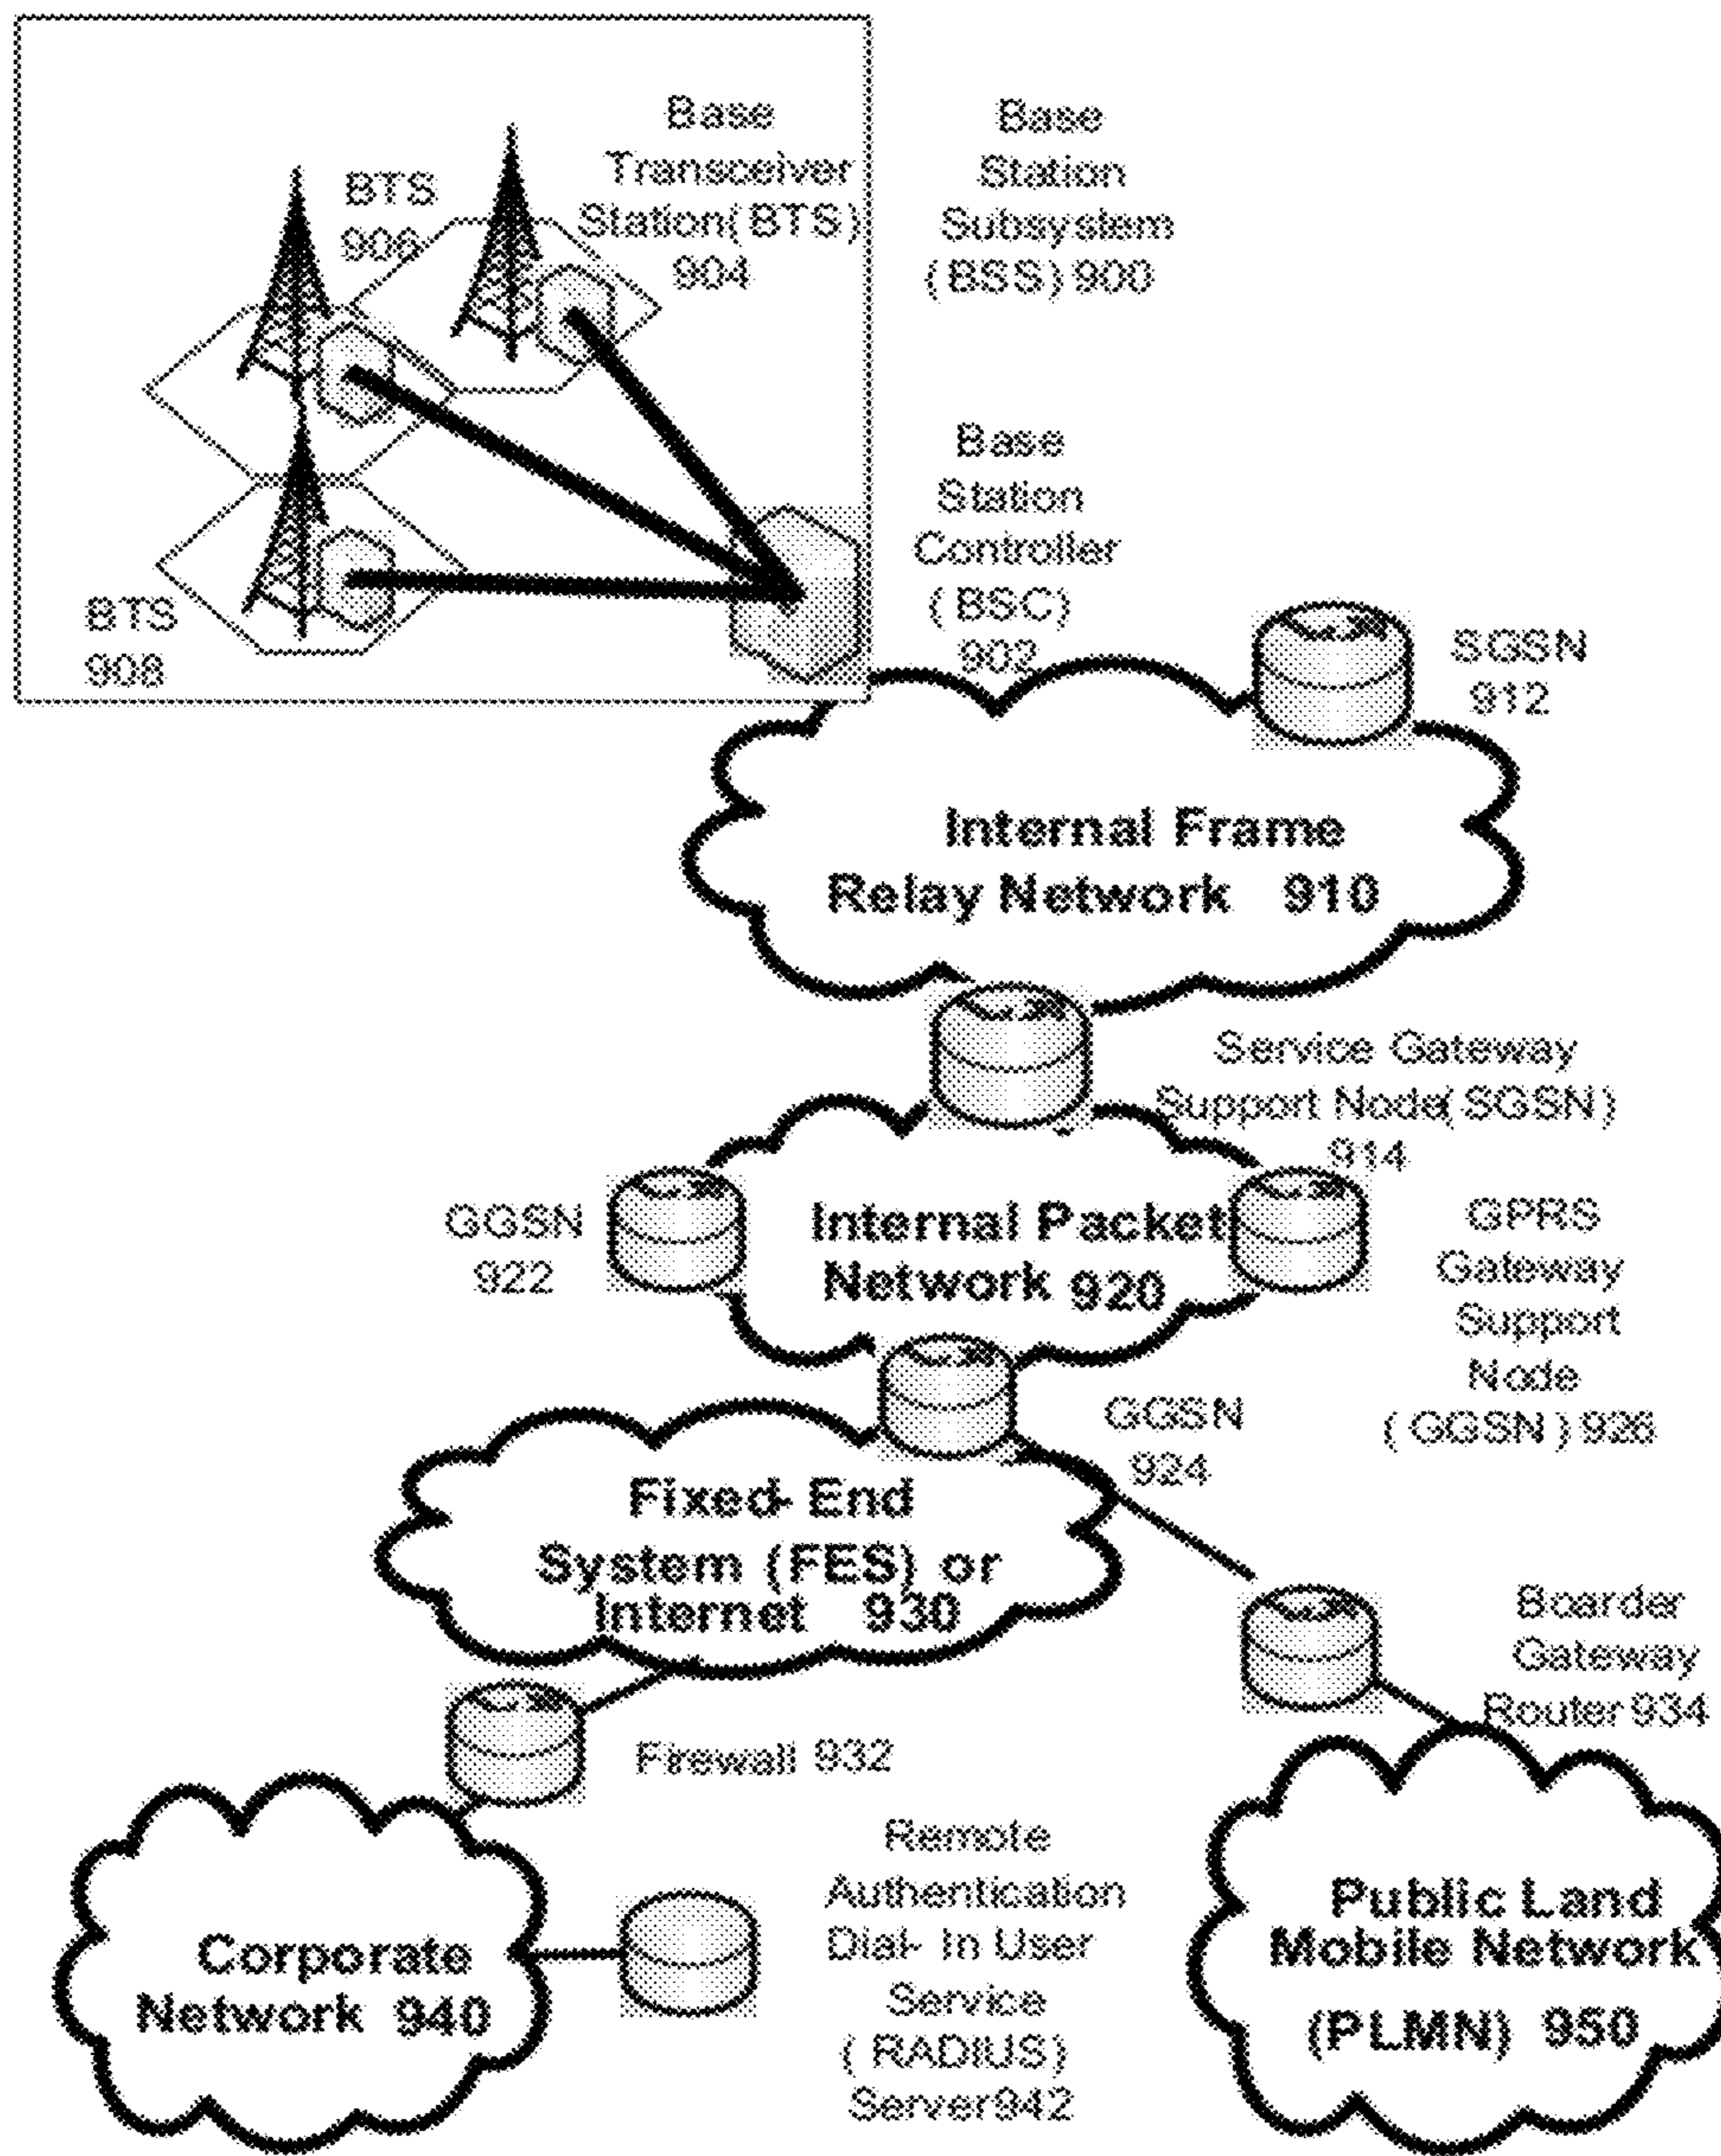 Base
Transceiver
Station(BTS)
904
BTS
906
Base
Station
Subsystem
(BSS) 900
Base
Station
Controller
(BSC)
902
BTS
908
SGSN
912
Internal Frame
Relay Network 910
Service Gateway
Support Node(SGSN)
914
GGSN
922
Internal Packet
Network 920
GPRS
Gateway
Support
Node
(GGSN) 926
GGSN
924
Fixed-End
System (FES) or
Internet 930
Boarder
Gateway
Router 934
Firewall 932
Remote
Authentication
Dial-In User
Service
(RADIUS)
Server942
Corporate
Network 940
Public Land
Mobile Network
(PLMN) 950